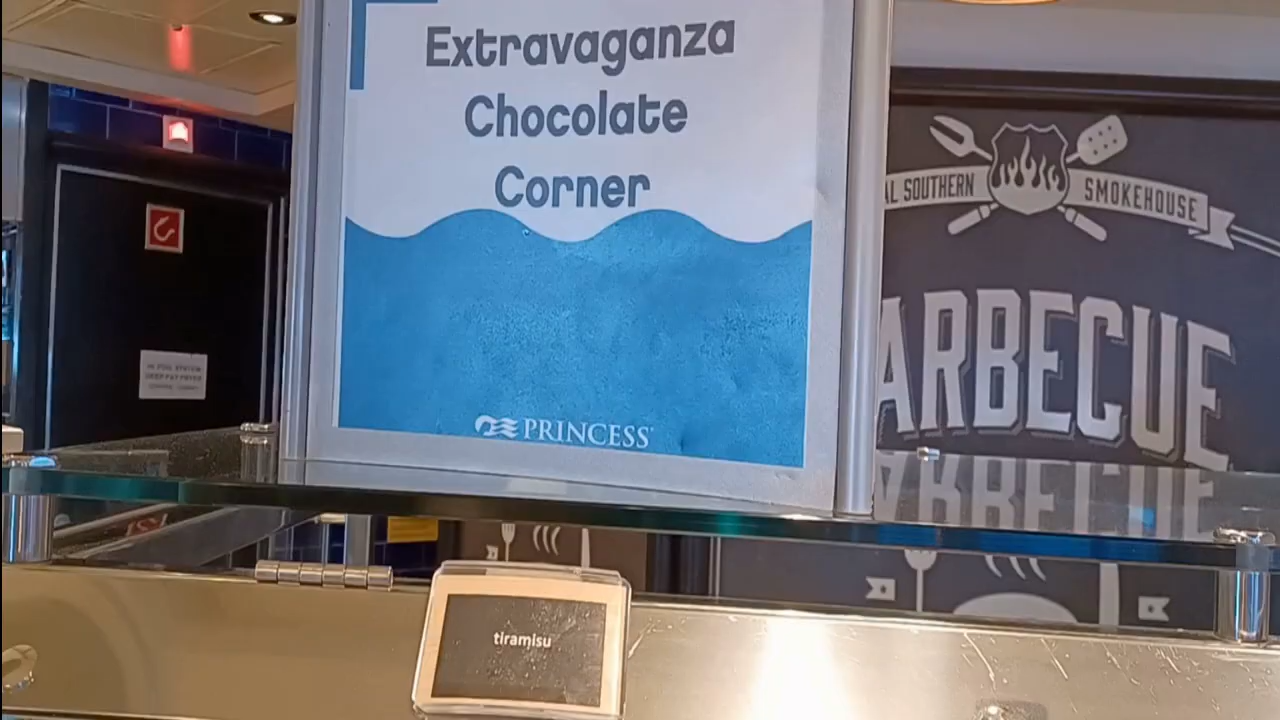 Extravaganza
Chocolate
Corner
PRINCESS
AL SOUTHERN SMOKEHOUSE
ARBECUE
tiramisu